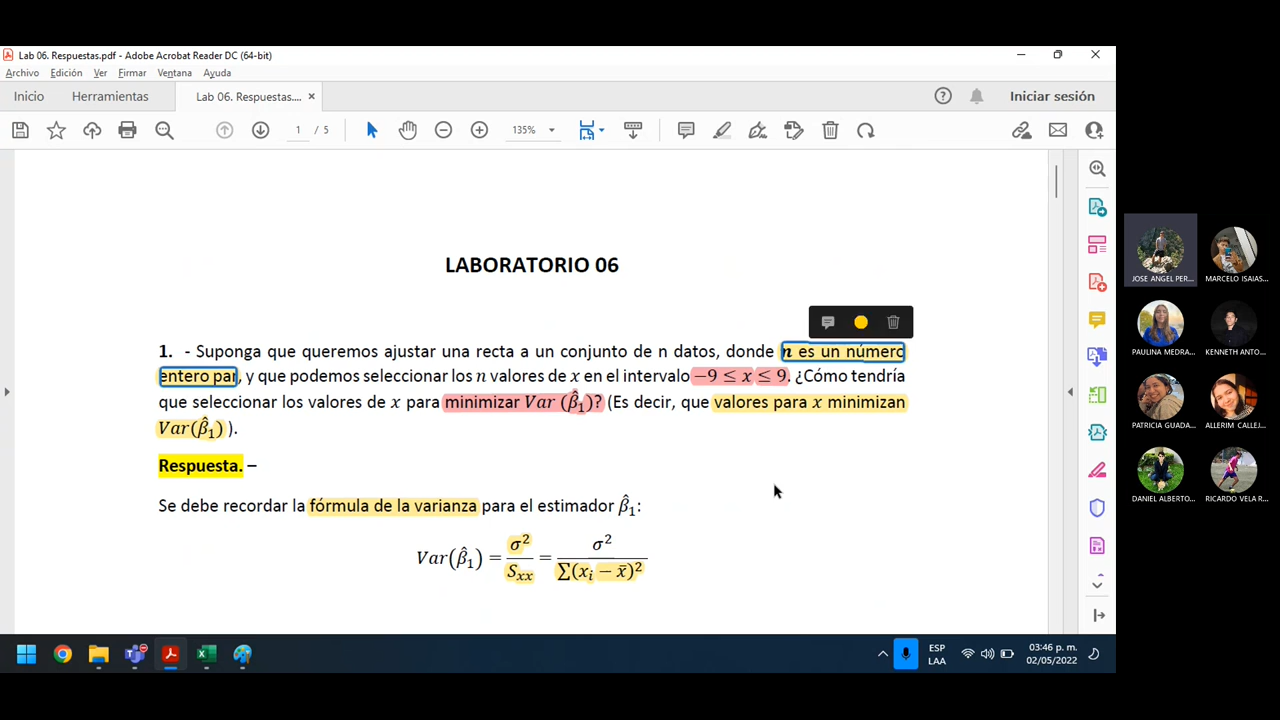 Lab 06. Respuestas.pdf - Adobe Acrobat Reader DC (64-bit)
Archivo Edición Ver Firmar Ventana Ayuda
Inicio Herramientas Lab 06. Respuestas.... × Iniciar sesión
1 / 5 135%
LABORATORIO 06
1. - Suponga que queremos ajustar una recta a un conjunto de n datos, donde n es un número
entero par, y que podemos seleccionar los n valores de x en el intervalo −9 ≤ x ≤ 9. ¿Cómo tendría
que seleccionar los valores de x para minimizar Var (β̂₁)? (Es decir, que valores para x minimizan
Var(β̂₁) ).
Respuesta. –
Se debe recordar la fórmula de la varianza para el estimador β̂₁:
Var(β̂₁) = σ²/Sxx = σ²/∑(xᵢ − x̄)²
JOSE ANGEL PER... MARCELO ISAIAS...
PAULINA MEDRA... KENNETH ANTO...
PATRICIA GUADA... ALLERIM CALLEJ...
DANIEL ALBERTO... RICARDO VELA R...
ESP
LAA
03:46 p. m.
02/05/2022